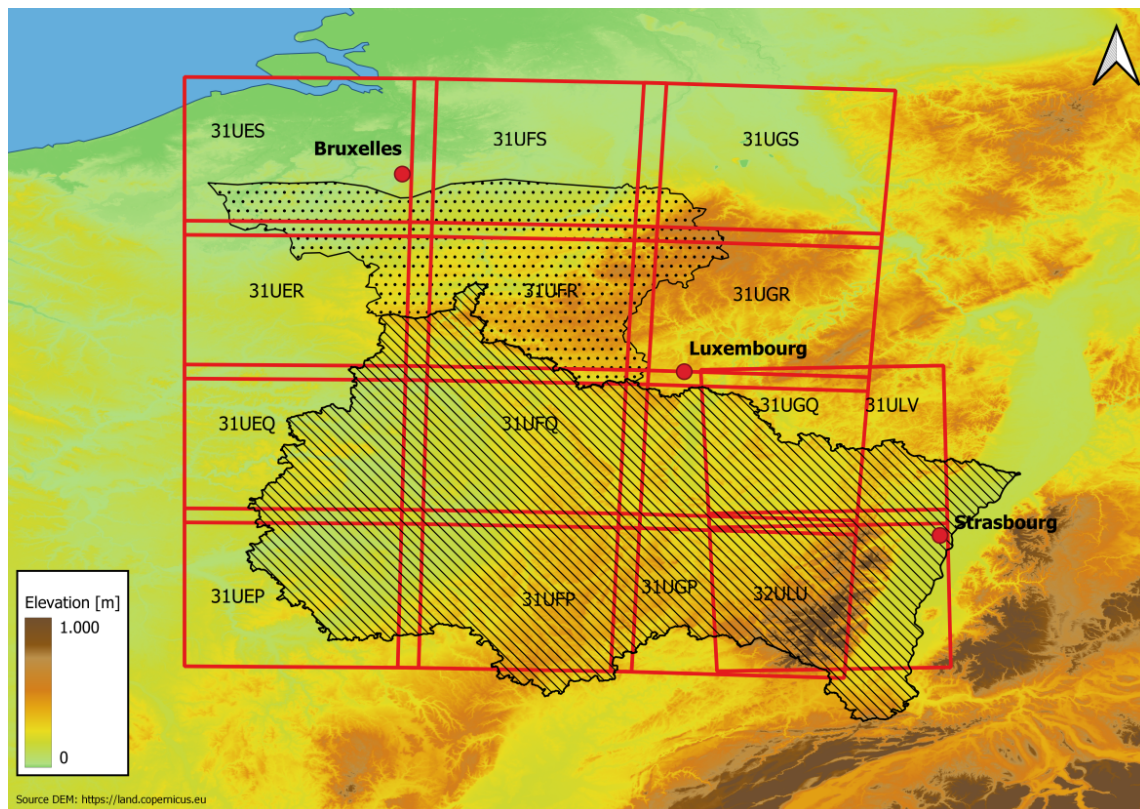 31UES
31UFS
31UGS
Bruxelles
31UER
31UFR
31UGR
Luxembourg
31UEQ
31UFQ
31UGQ
31ULV
Strasbourg
31UEP
31UFP
31UGP
32ULU
Elevation [m]
1.000
0
Source DEM: https://land.copernicus.eu